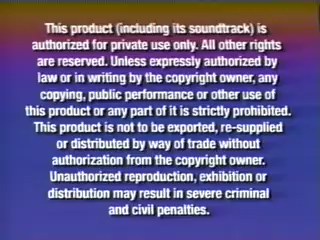 This product (including its soundtrack) is
authorized for private use only. All other rights
are reserved. Unless expressly authorized by
law or in writing by the copyright owner, any
copying, public performance or other use of
this product or any part of it is strictly prohibited.
This product is not to be exported, re-supplied
or distributed by way of trade without
authorization from the copyright owner.
Unauthorized reproduction, exhibition or
distribution may result in severe criminal
and civil penalties.